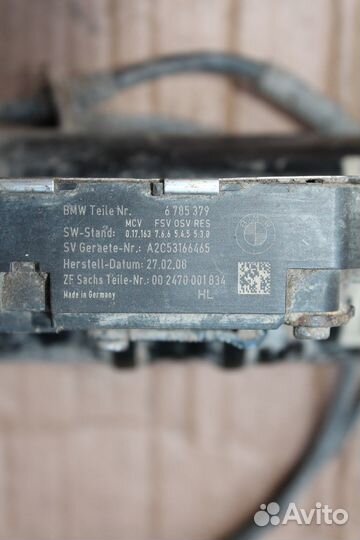 BMW Teile Nr. 6 785 379
MCV FSV OSV RES
SW-Stand: 0.17.163 7.6.6 5.4.5 5.3.0
SV Geraete-Nr.: A2C53166465
Herstell-Datum: 27.02.08
ZF Sachs Teile-Nr.: 00 2470 001 834
Made in Germany HL
Avito